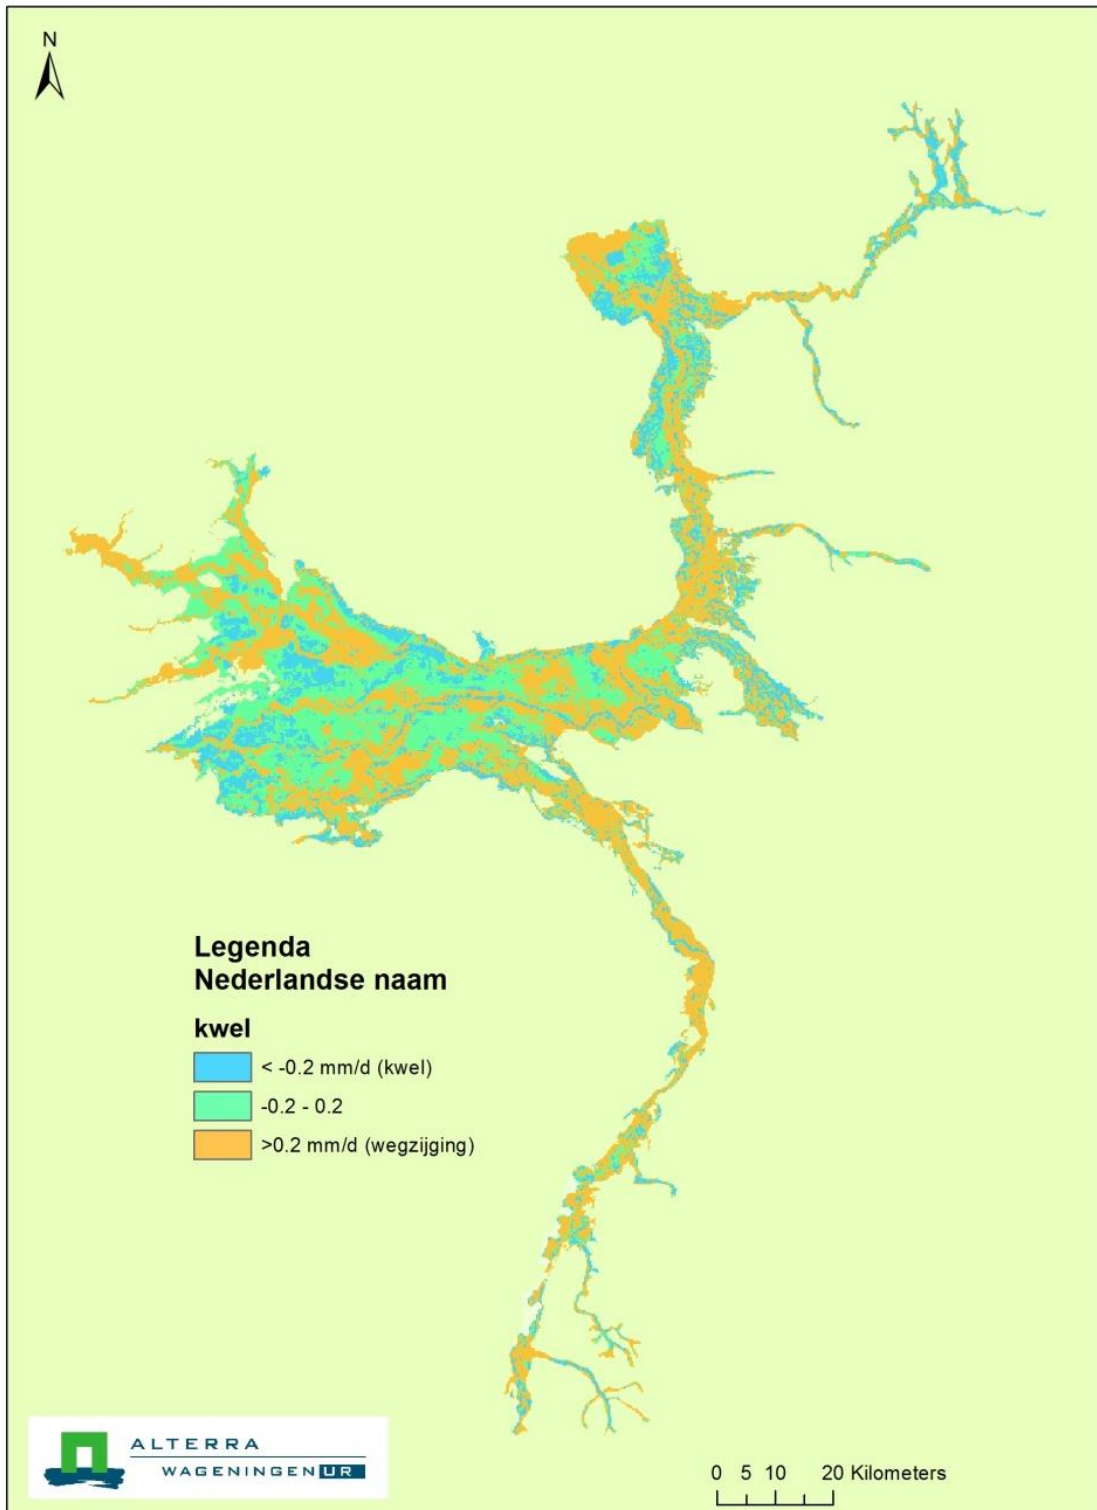 N
Legenda
Nederlandse naam
kwel
< -0.2 mm/d (kwel)
-0.2 - 0.2
>0.2 mm/d (wegzijging)
ALTERRA
WAGENINGEN UR
0 5 10 20 Kilometers